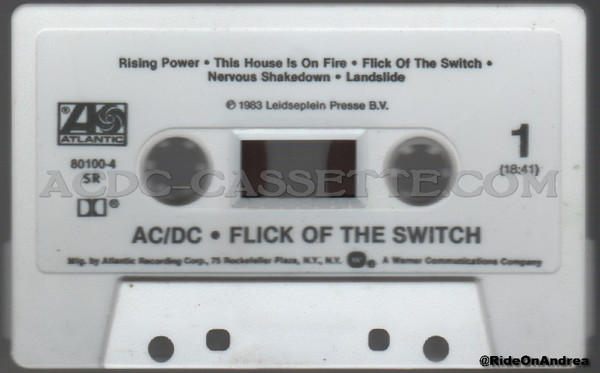 Rising Power • This House Is On Fire • Flick Of The Switch •
Nervous Shakedown • Landslide
℗ 1983 Leidseplein Presse B.V.
ATLANTIC
80100-4
SR
1
(18:41)
ACDC-CASSETTE.COM
AC/DC • FLICK OF THE SWITCH
Mfg. by Atlantic Recording Corp., 75 Rockefeller Plaza, N.Y., N.Y. ® A Warner Communications Company
@RideOnAndrea